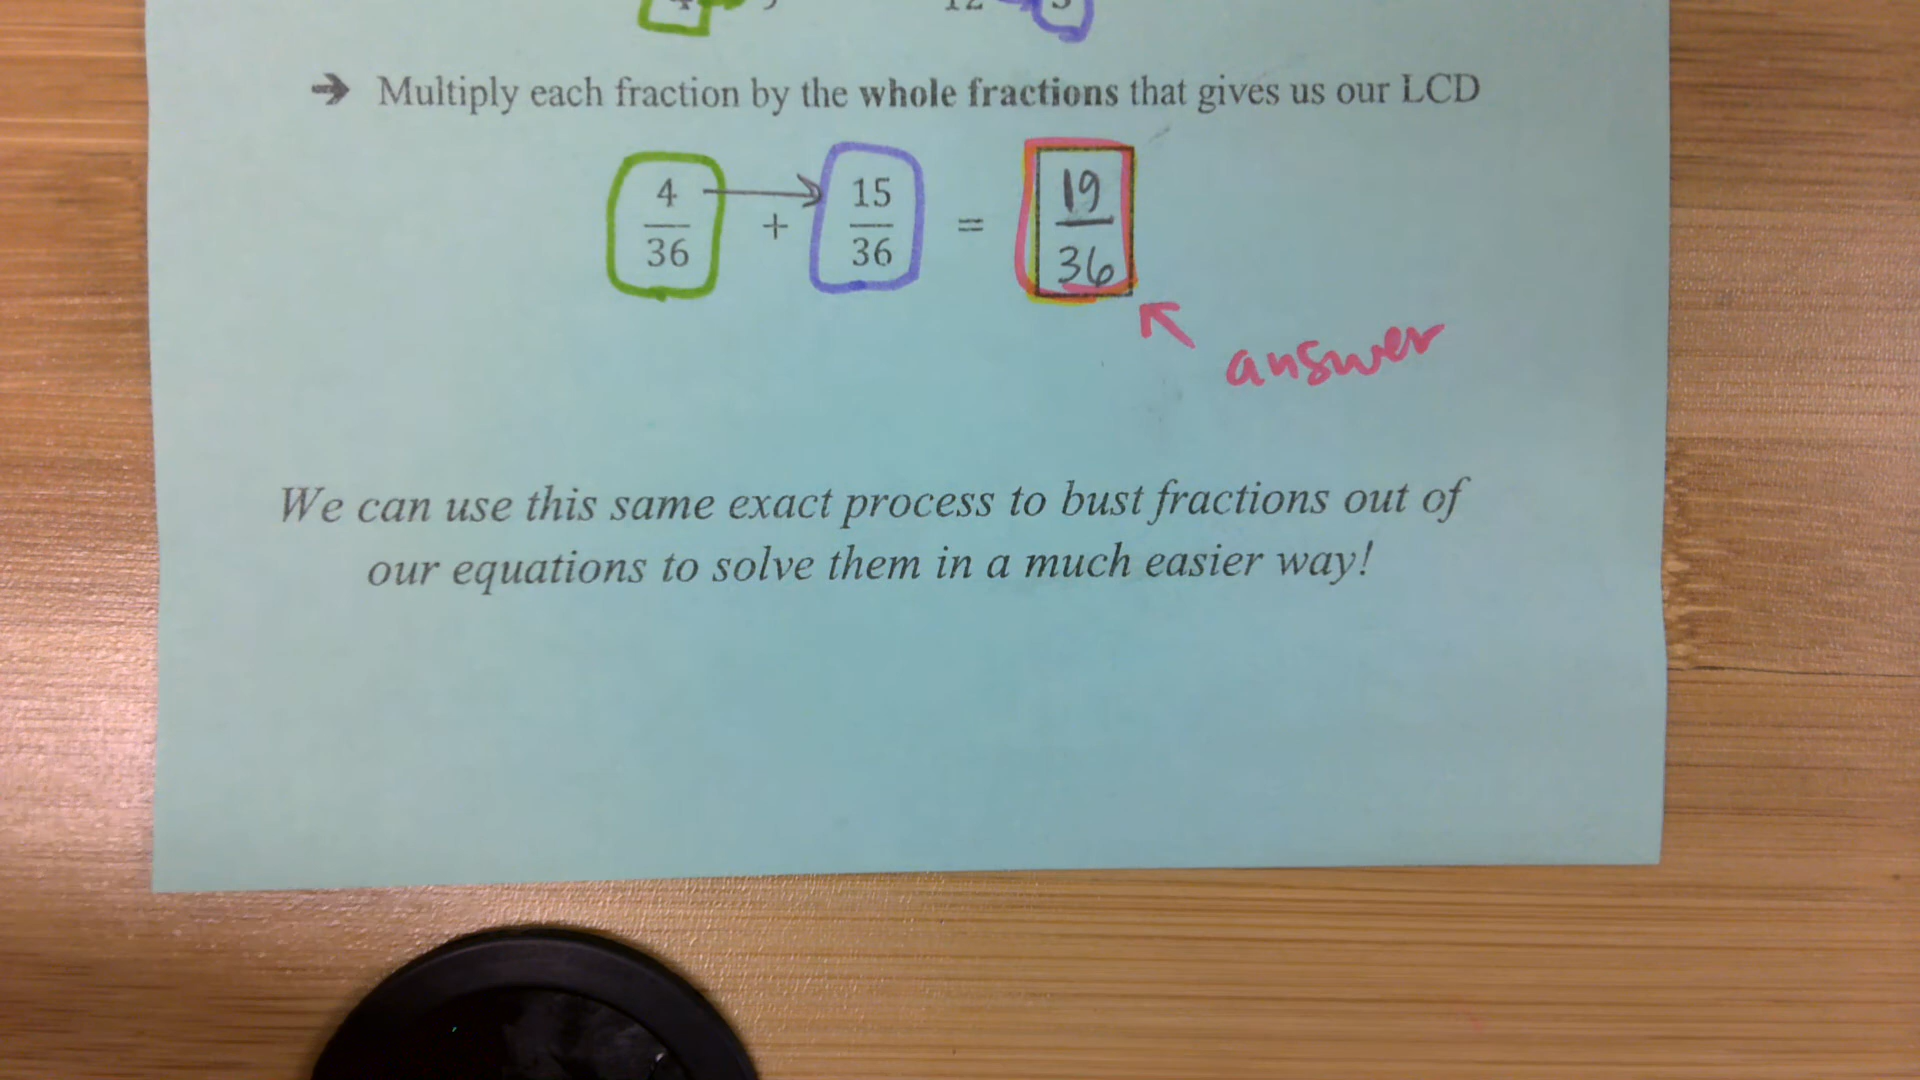 → Multiply each fraction by the whole fractions that gives us our LCD
4/36 + 15/36 = 19/36
answer
We can use this same exact process to bust fractions out of
our equations to solve them in a much easier way!